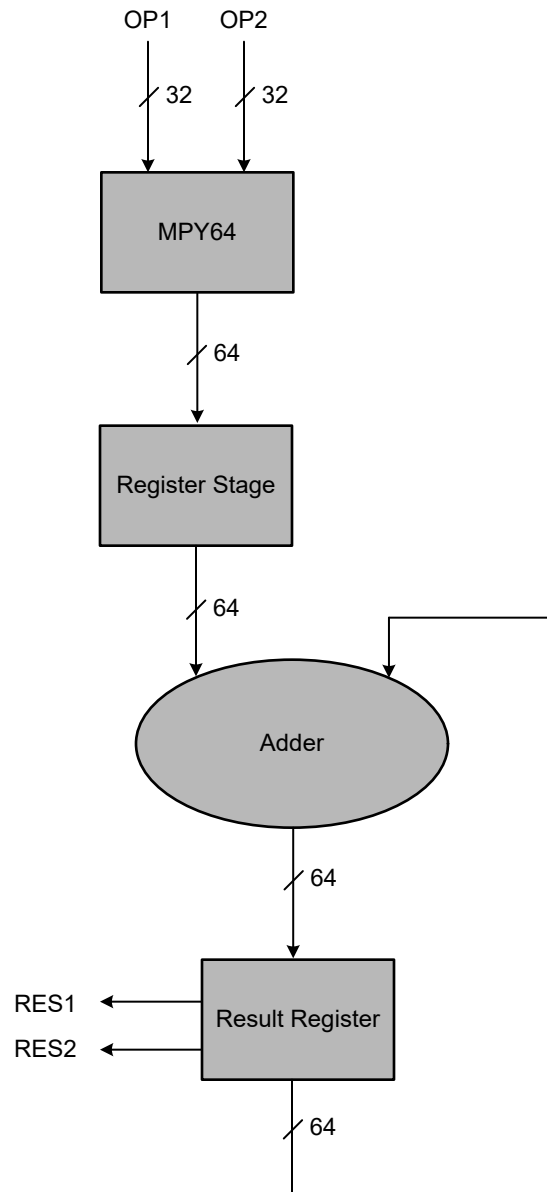 OP1 OP2
32 32
MPY64
64
Register Stage
64
Adder
64
RES1
Result Register
RES2
64